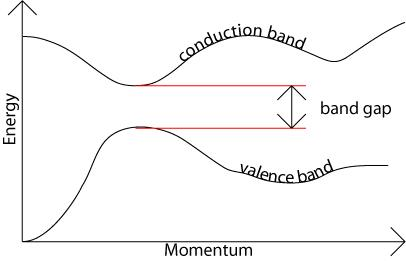 conduction band
band gap
Energy
valence band
Momentum